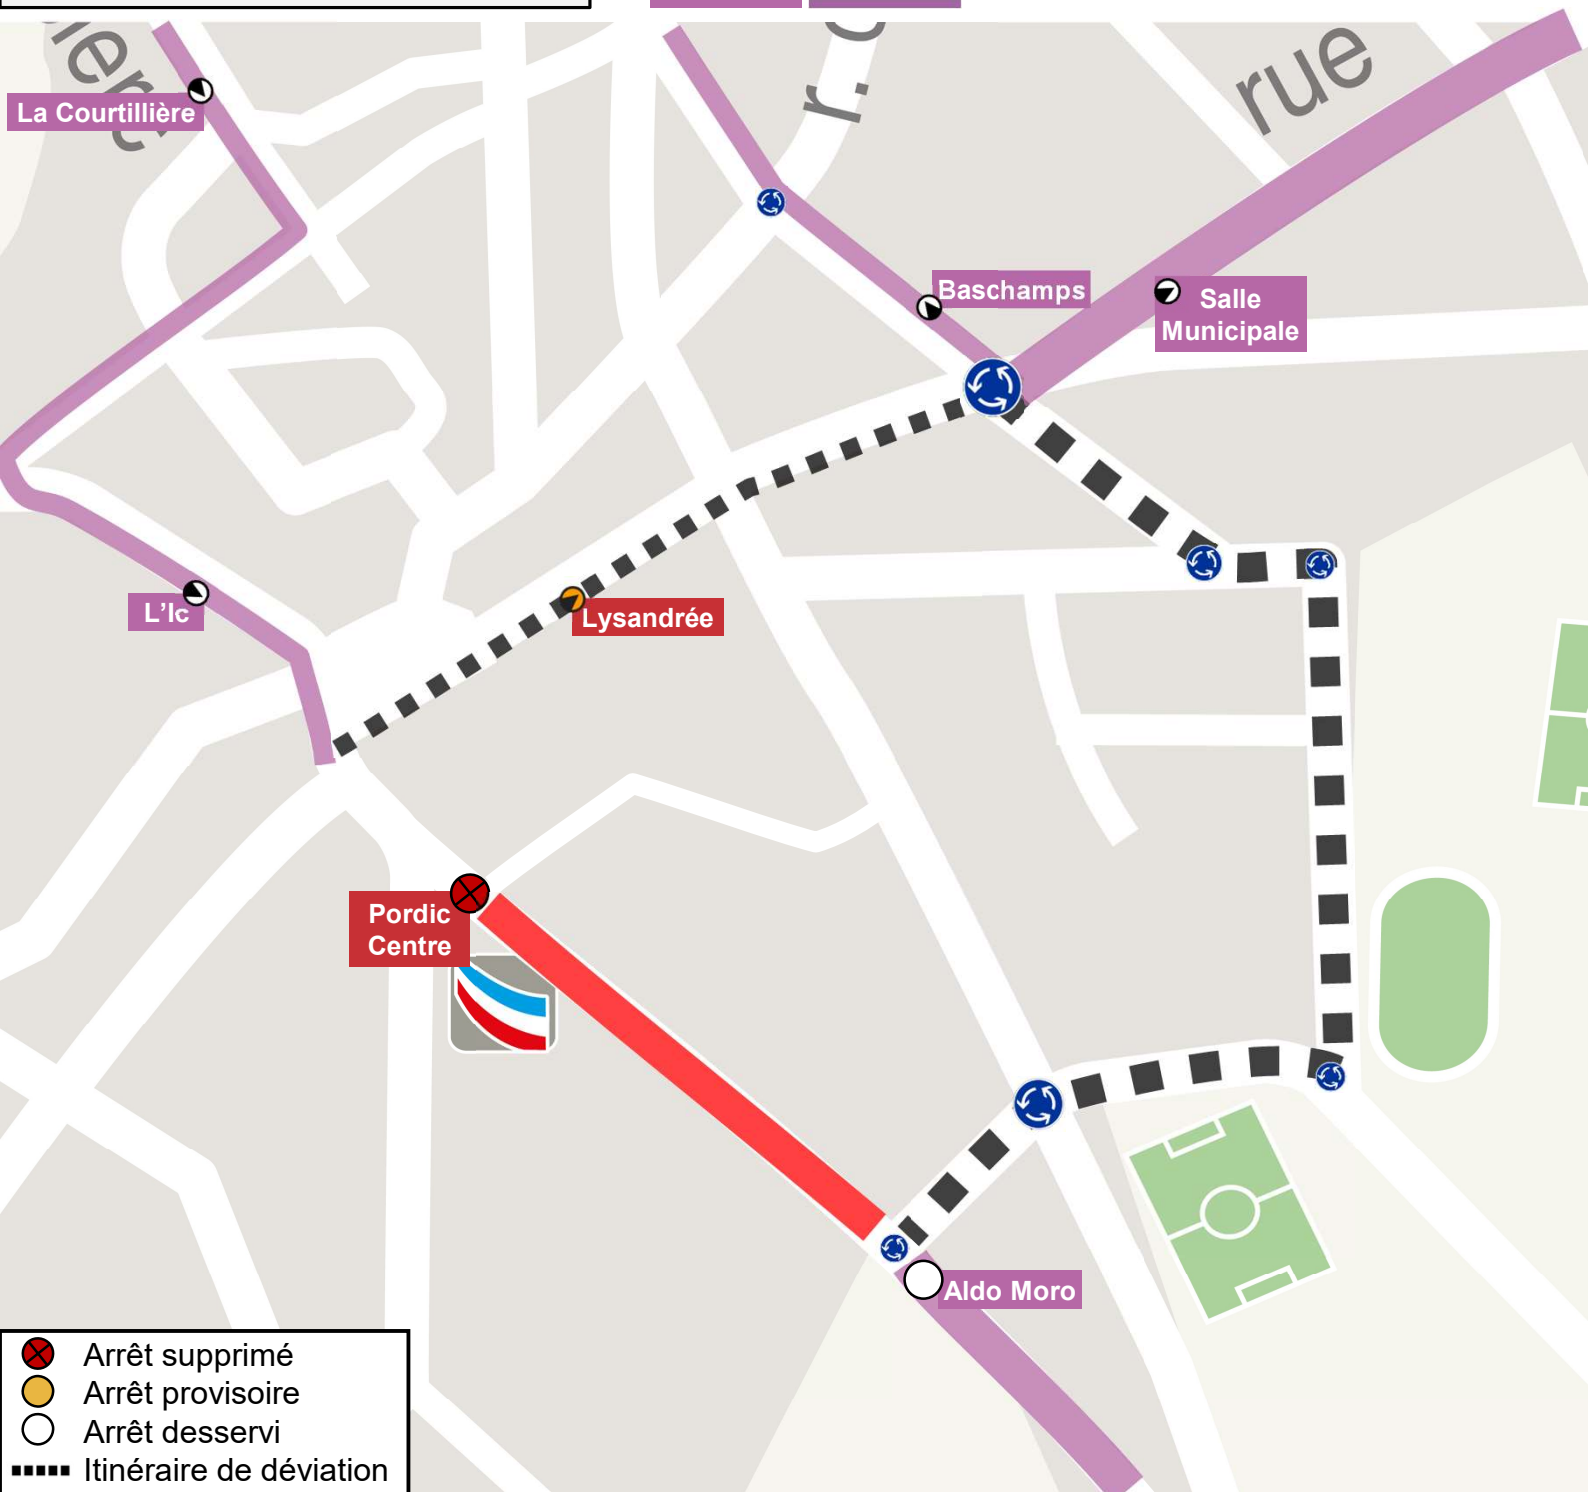 r.
rue
La Courtillière
Baschamps
Salle
Municipale
L'Ic
Lysandrée
Pordic
Centre
Aldo Moro
Arrêt supprimé
Arrêt provisoire
Arrêt desservi
Itinéraire de déviation